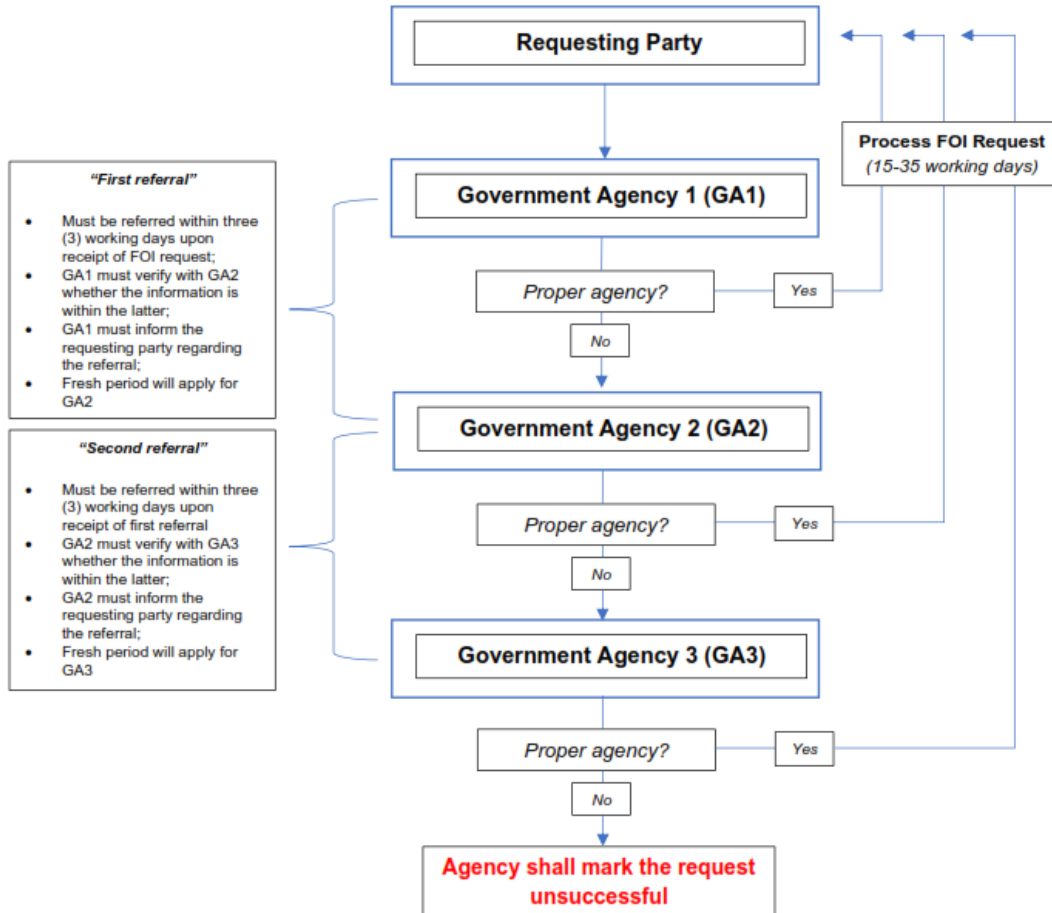 Requesting Party
Process FOI Request
(15-35 working days)
“First referral”
• Must be referred within three
(3) working days upon
receipt of FOI request;
• GA1 must verify with GA2
whether the information is
within the latter;
• GA1 must inform the
requesting party regarding
the referral;
• Fresh period will apply for
GA2
Government Agency 1 (GA1)
Proper agency?
Yes
No
Government Agency 2 (GA2)
“Second referral”
• Must be referred within three
(3) working days upon
receipt of first referral
• GA2 must verify with GA3
whether the information is
within the latter;
• GA2 must inform the
requesting party regarding
the referral;
• Fresh period will apply for
GA3
Proper agency?
Yes
No
Government Agency 3 (GA3)
Proper agency?
Yes
No
Agency shall mark the request
unsuccessful